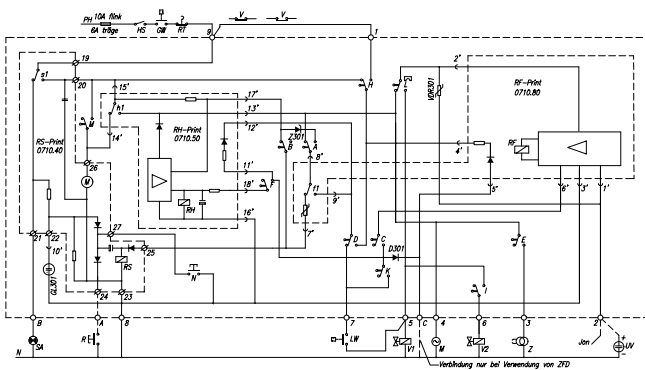 PH 10A flink HS GW RT V V
6A träge
9 1
19
s1
20
15'
17'
H
L
VDR301
2'
RF-Print
0710.80
M
h1
13'
12'
14'
RS-Print
0710.40
RH-Print
0710.50
Z301
B A
8'
4'
RF
26
11'
F
5'
6' 3' 1'
M
18'
RH
f1
9'
16'
7'
21 22
27
10'
D C
E
25
D301
GL301
RS
N
K
I
24 23
B A 8 7 5 C 4 6 3 2
SA
R
LW
V1
M
V2
Z
Jon
UV
N
Verbindung nur bei Verwendung von ZFD